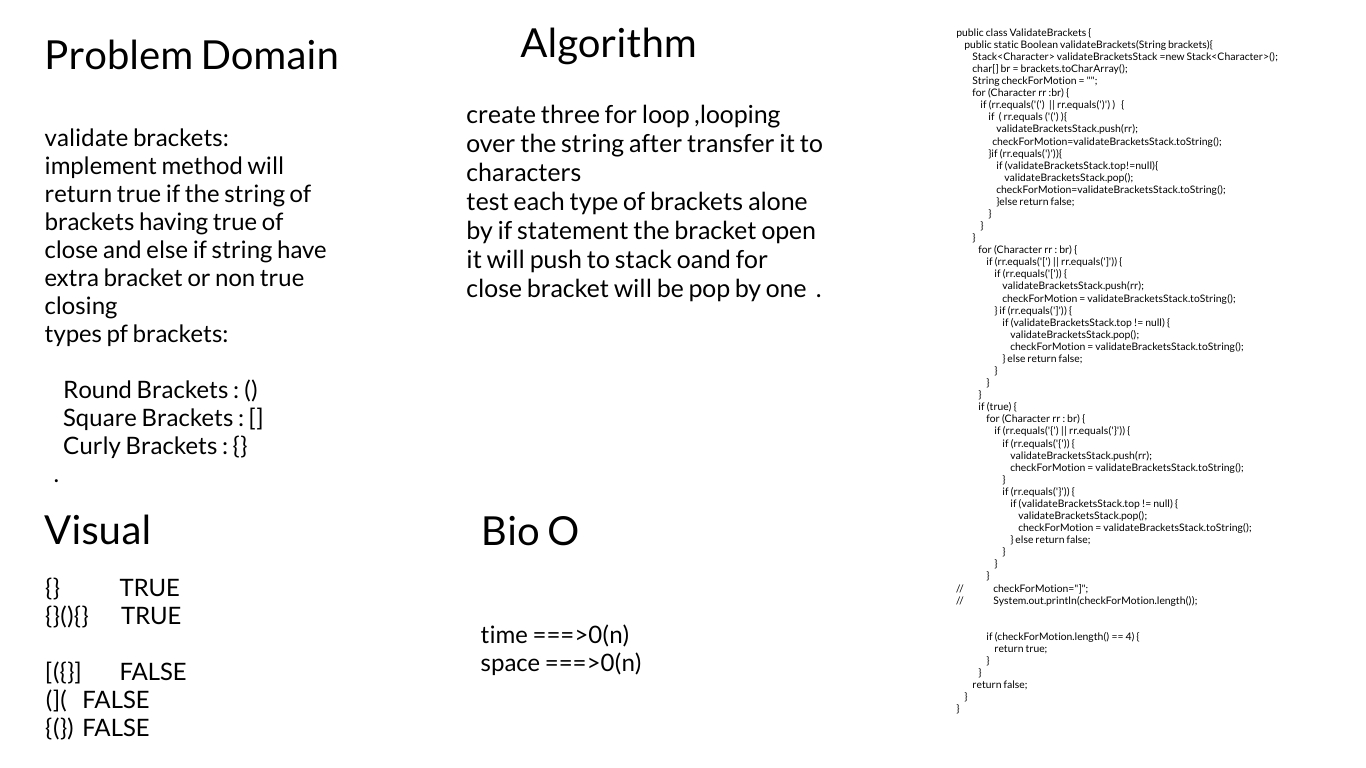 Problem Domain
validate brackets:
implement method will
return true if the string of
brackets having true of
close and else if string have
extra bracket or non true
closing
types pf brackets:
Round Brackets : ()
Square Brackets : []
Curly Brackets : {}
.
Visual
{} TRUE
{}(){} TRUE
[({}] FALSE
(]( FALSE
{(}) FALSE
Algorithm
create three for loop ,looping
over the string after transfer it to
characters
test each type of brackets alone
by if statement the bracket open
it will push to stack oand for
close bracket will be pop by one .
Bio O
time ===>0(n)
space ===>0(n)
public class ValidateBrackets {
public static Boolean validateBrackets(String brackets){
Stack<Character> validateBracketsStack =new Stack<Character>();
char[] br = brackets.toCharArray();
String checkForMotion = "";
for (Character rr :br) {
if (rr.equals('(') || rr.equals(')') ) {
if ( rr.equals ('(') ){
validateBracketsStack.push(rr);
checkForMotion=validateBracketsStack.toString();
}if (rr.equals(')')){
if (validateBracketsStack.top!=null){
validateBracketsStack.pop();
checkForMotion=validateBracketsStack.toString();
}else return false;
}
}
}
for (Character rr : br) {
if (rr.equals('[') || rr.equals(']')) {
if (rr.equals('[')) {
validateBracketsStack.push(rr);
checkForMotion = validateBracketsStack.toString();
} if (rr.equals(']')) {
if (validateBracketsStack.top != null) {
validateBracketsStack.pop();
checkForMotion = validateBracketsStack.toString();
} else return false;
}
}
}
if (true) {
for (Character rr : br) {
if (rr.equals('{') || rr.equals('}')) {
if (rr.equals('{')) {
validateBracketsStack.push(rr);
checkForMotion = validateBracketsStack.toString();
}
if (rr.equals('}')) {
if (validateBracketsStack.top != null) {
validateBracketsStack.pop();
checkForMotion = validateBracketsStack.toString();
} else return false;
}
}
}
// checkForMotion="]";
// System.out.println(checkForMotion.length());
if (checkForMotion.length() == 4) {
return true;
}
}
return false;
}
}